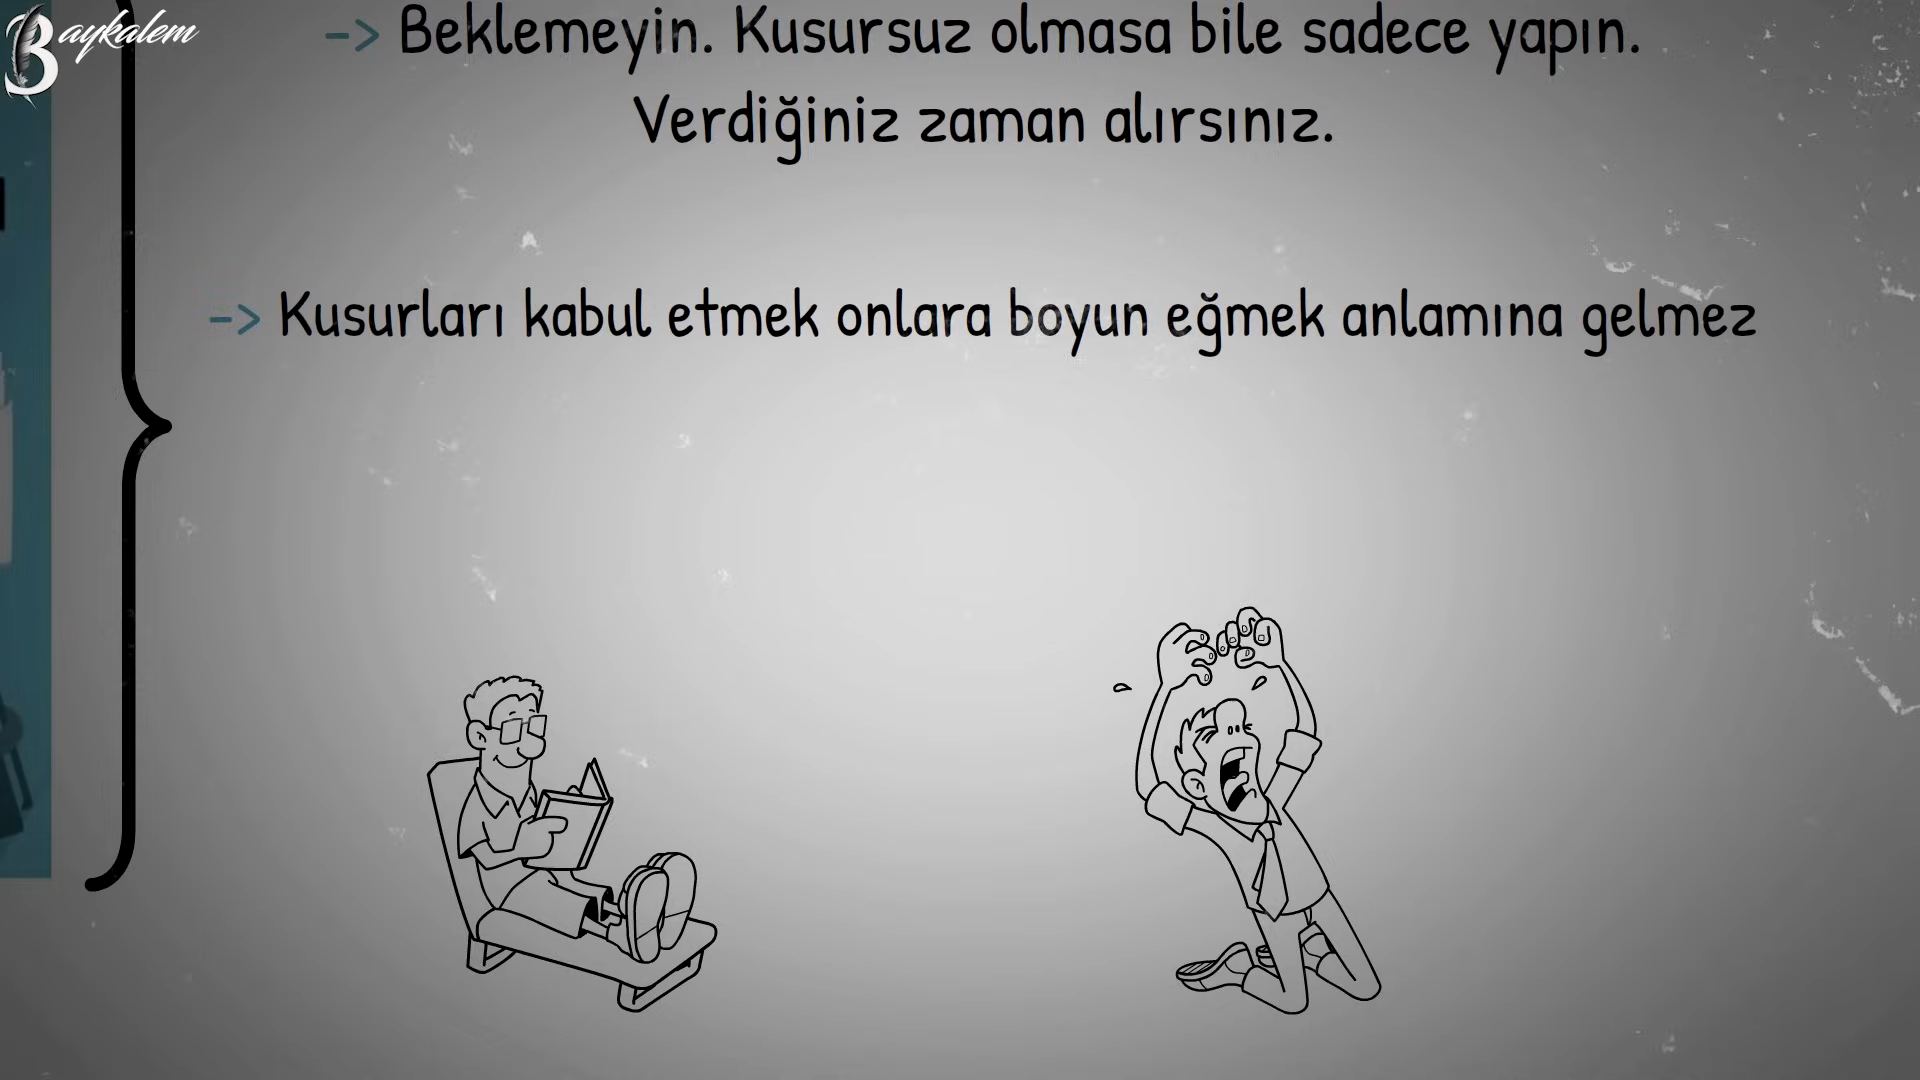 Baykalem
-> Beklemeyin. Kusursuz olmasa bile sadece yapın.
Verdiğiniz zaman alırsınız.
-> Kusurları kabul etmek onlara boyun eğmek anlamına gelmez